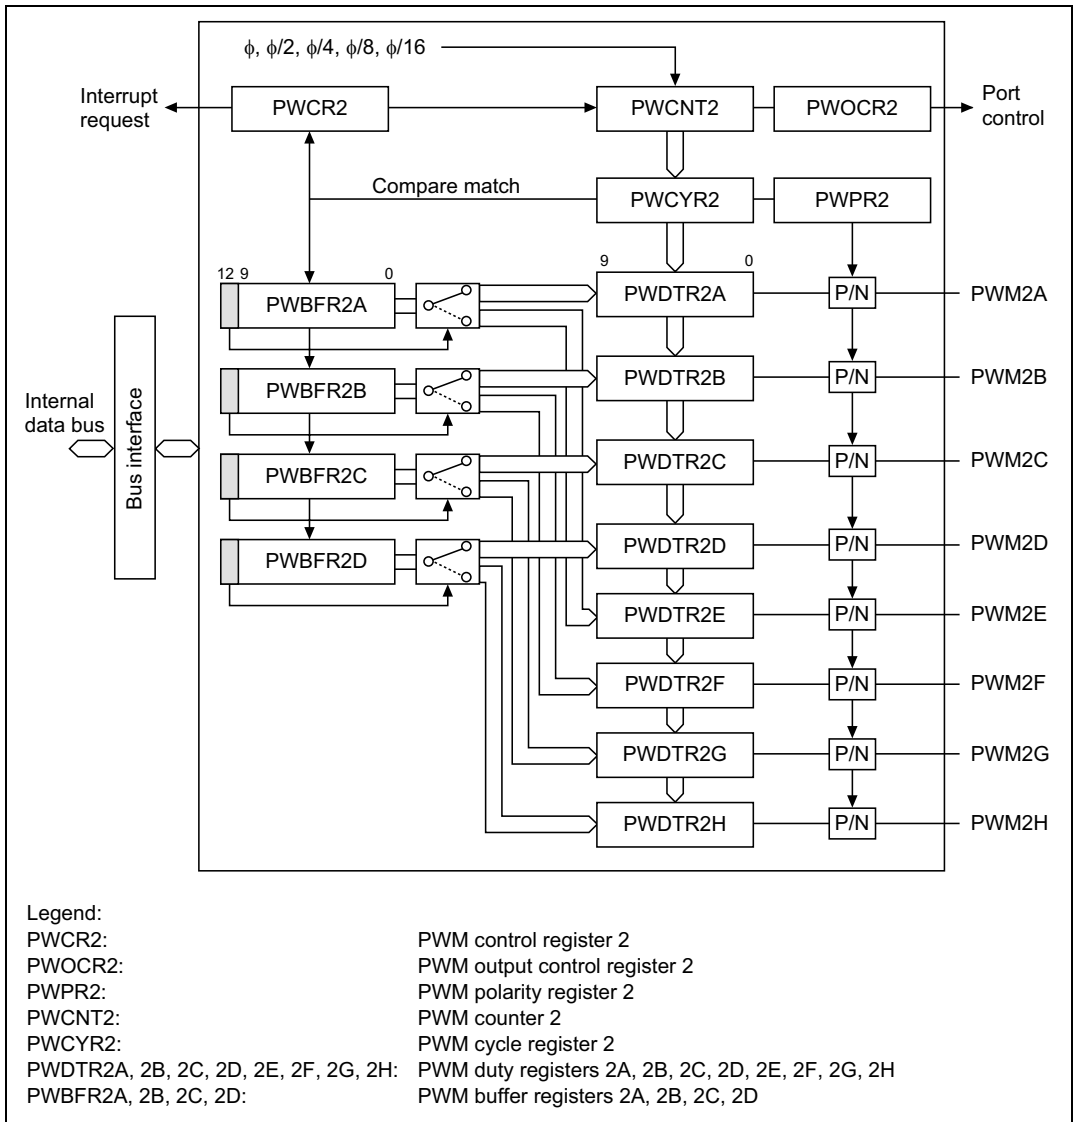 ϕ, ϕ/2, ϕ/4, ϕ/8, ϕ/16
Interrupt
request
PWCR2
PWCNT2
PWOCR2
Port
control
Compare match
PWCYR2
PWPR2
12 9 0
9 0
PWBFR2A
PWDTR2A
P/N
PWM2A
PWBFR2B
PWDTR2B
P/N
PWM2B
Internal
data bus
Bus interface
PWBFR2C
PWDTR2C
P/N
PWM2C
PWBFR2D
PWDTR2D
P/N
PWM2D
PWDTR2E
P/N
PWM2E
PWDTR2F
P/N
PWM2F
PWDTR2G
P/N
PWM2G
PWDTR2H
P/N
PWM2H
Legend:
PWCR2: PWM control register 2
PWOCR2: PWM output control register 2
PWPR2: PWM polarity register 2
PWCNT2: PWM counter 2
PWCYR2: PWM cycle register 2
PWDTR2A, 2B, 2C, 2D, 2E, 2F, 2G, 2H: PWM duty registers 2A, 2B, 2C, 2D, 2E, 2F, 2G, 2H
PWBFR2A, 2B, 2C, 2D: PWM buffer registers 2A, 2B, 2C, 2D